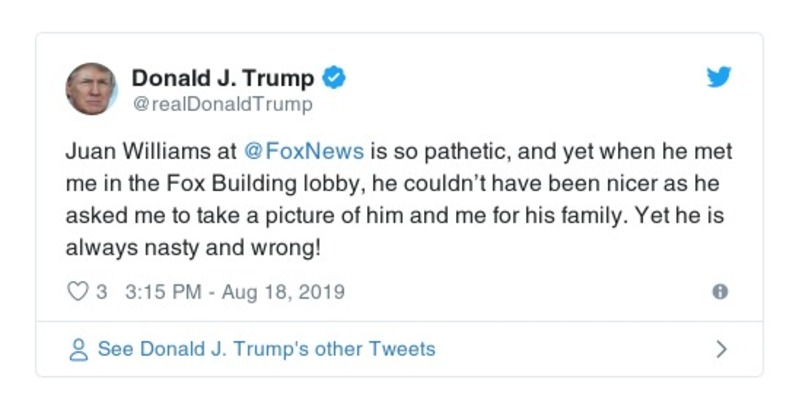 Donald J. Trump
@realDonaldTrump
Juan Williams at @FoxNews is so pathetic, and yet when he met
me in the Fox Building lobby, he couldn’t have been nicer as he
asked me to take a picture of him and me for his family. Yet he is
always nasty and wrong!
3 3:15 PM - Aug 18, 2019
See Donald J. Trump's other Tweets